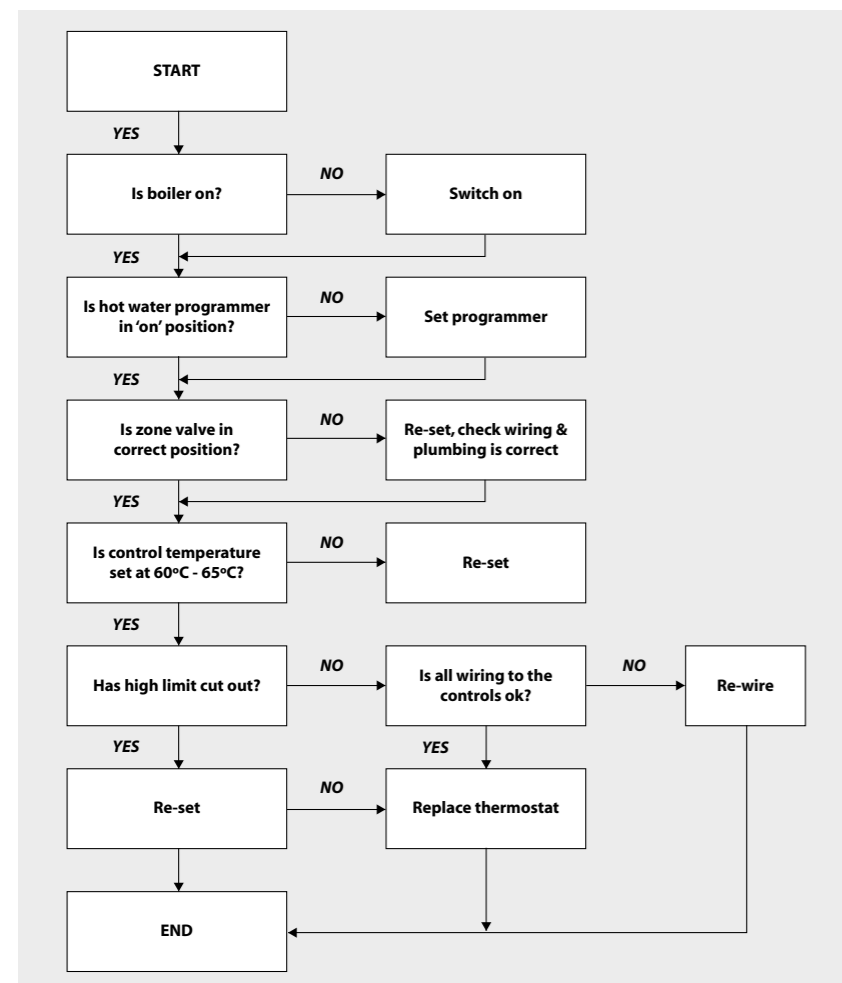 START
YES
Is boiler on?
NO
Switch on
YES
Is hot water programmer
in ‘on’ position?
NO
Set programmer
YES
Is zone valve in
correct position?
NO
Re-set, check wiring &
plumbing is correct
YES
Is control temperature
set at 60ºC - 65ºC?
NO
Re-set
YES
Has high limit cut out?
NO
Is all wiring to the
controls ok?
NO
Re-wire
YES
YES
Re-set
NO
Replace thermostat
END